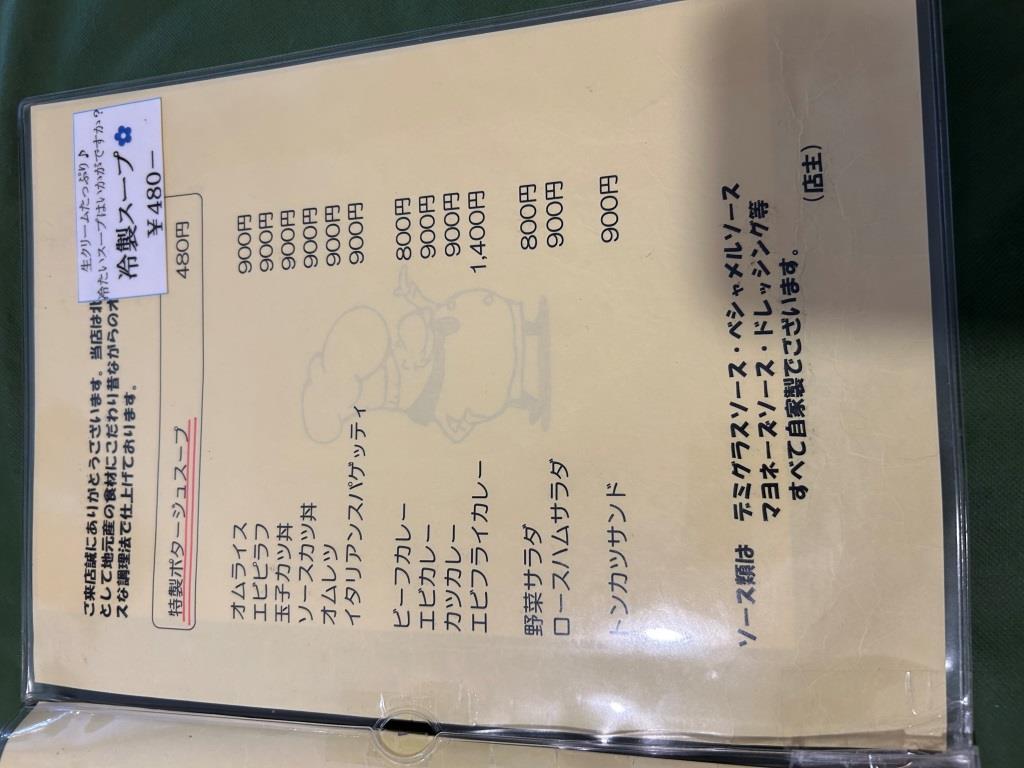 生クリームたっぷり♪
冷たいスープはいかがですか?
冷製スープ
¥480−
ご来店誠にありがとうございます。当店は北
として地元産の食材にこだわり昔ながらの
スな調理法で仕上げております。
特製ポタージュスープ 480円
オムライス 900円
エビピラフ 900円
玉子カツ丼 900円
ソースカツ丼 900円
オムレツ 900円
イタリアンスパゲッティ 900円
ビーフカレー 800円
エビカレー 900円
カツカレー 900円
エビフライカレー 1,400円
野菜サラダ 800円
ロースハムサラダ 900円
トンカツサンド 900円
ソース類は デミグラスソース・ベシャメルソース
マヨネーズソース・ドレッシング等
すべて自家製でございます。
(店主)